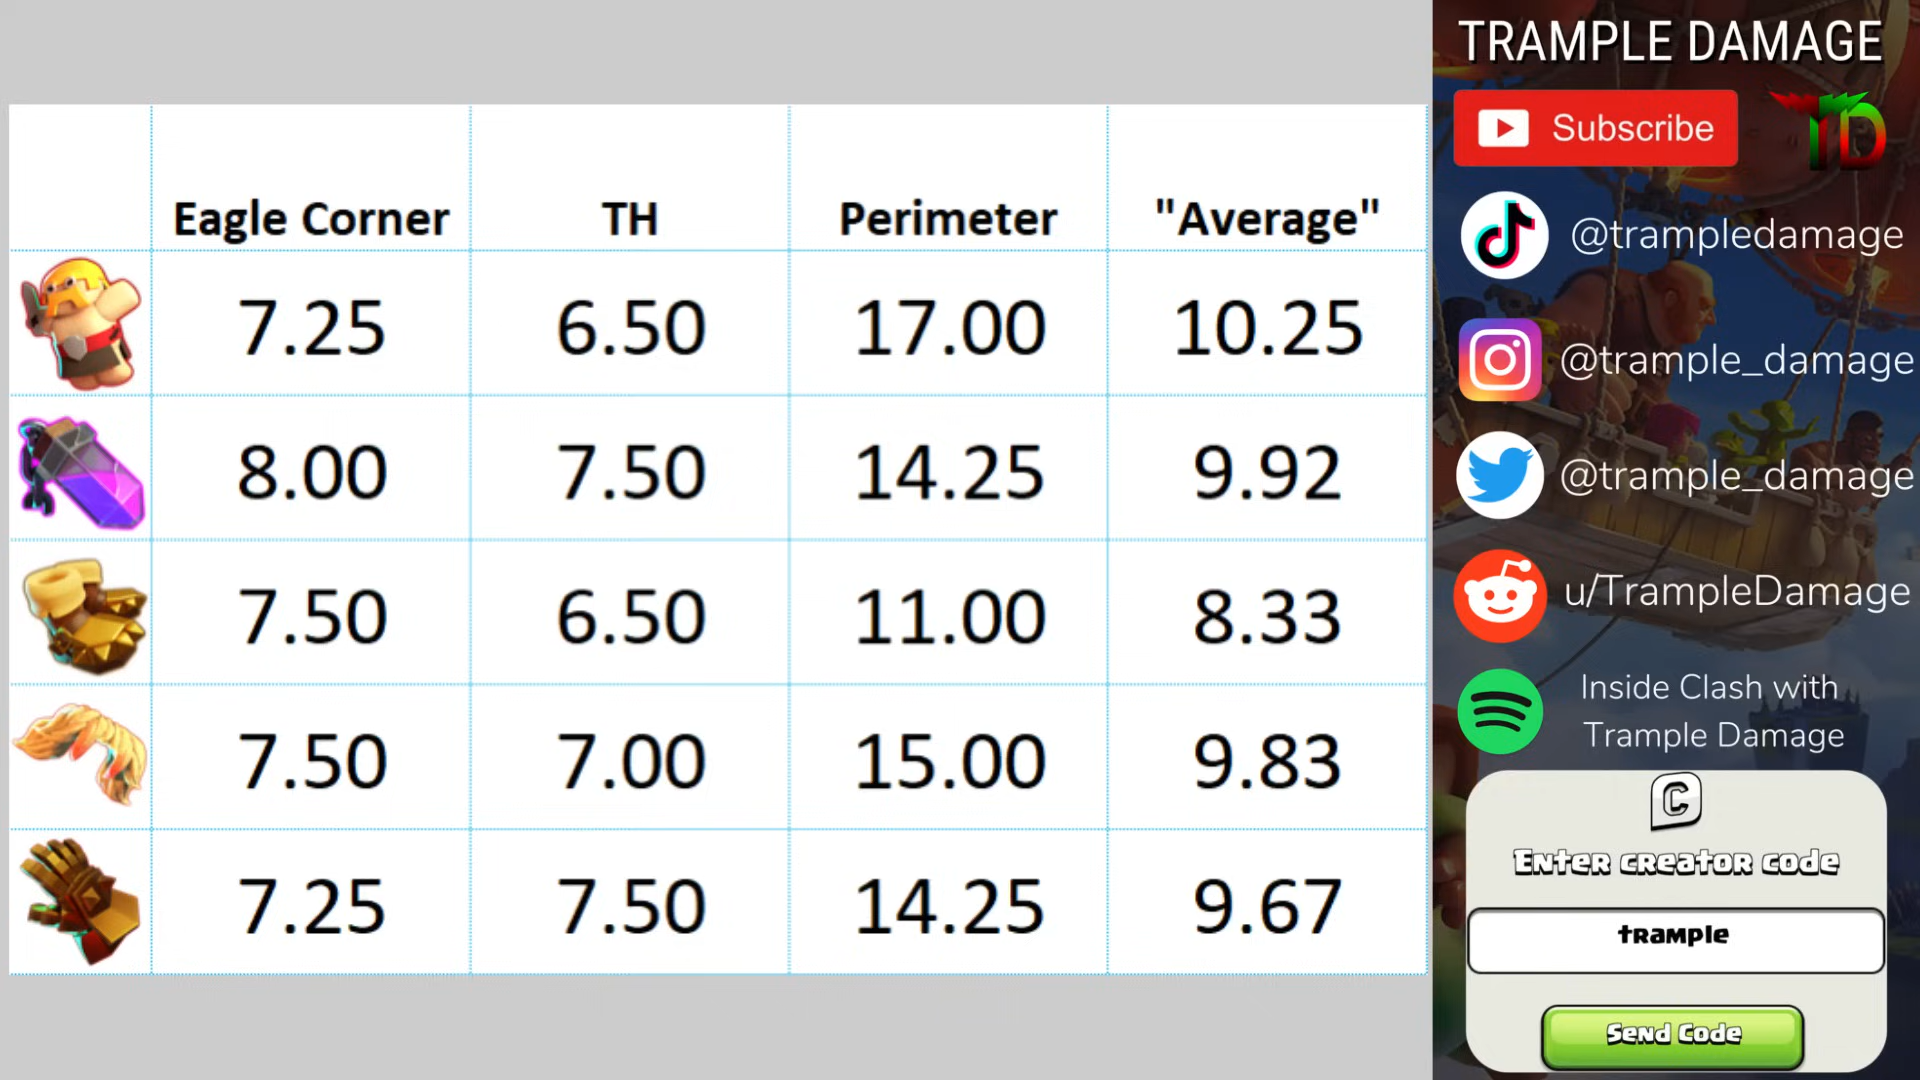 Eagle Corner TH Perimeter "Average"
7.25 6.50 17.00 10.25
8.00 7.50 14.25 9.92
7.50 6.50 11.00 8.33
7.50 7.00 15.00 9.83
7.25 7.50 14.25 9.67
TRAMPLE DAMAGE
Subscribe TD
@trampledamage
@trample_damage
@trample_damage
u/TrampleDamage
Inside Clash with
Trample Damage
C
Enter creator code
trample
Send Code